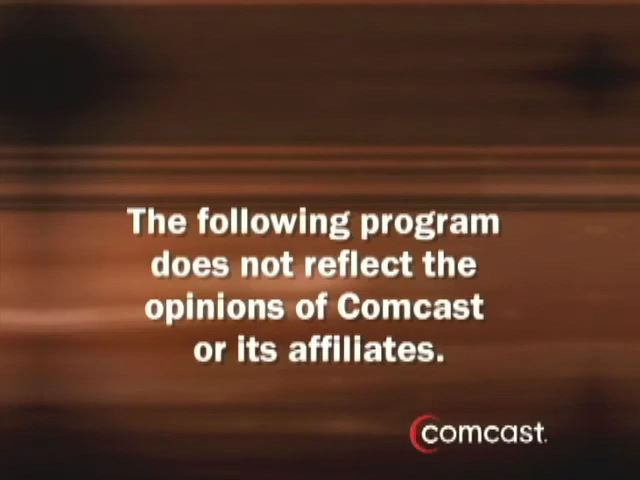 The following program
does not reflect the
opinions of Comcast
or its affiliates.
comcast.